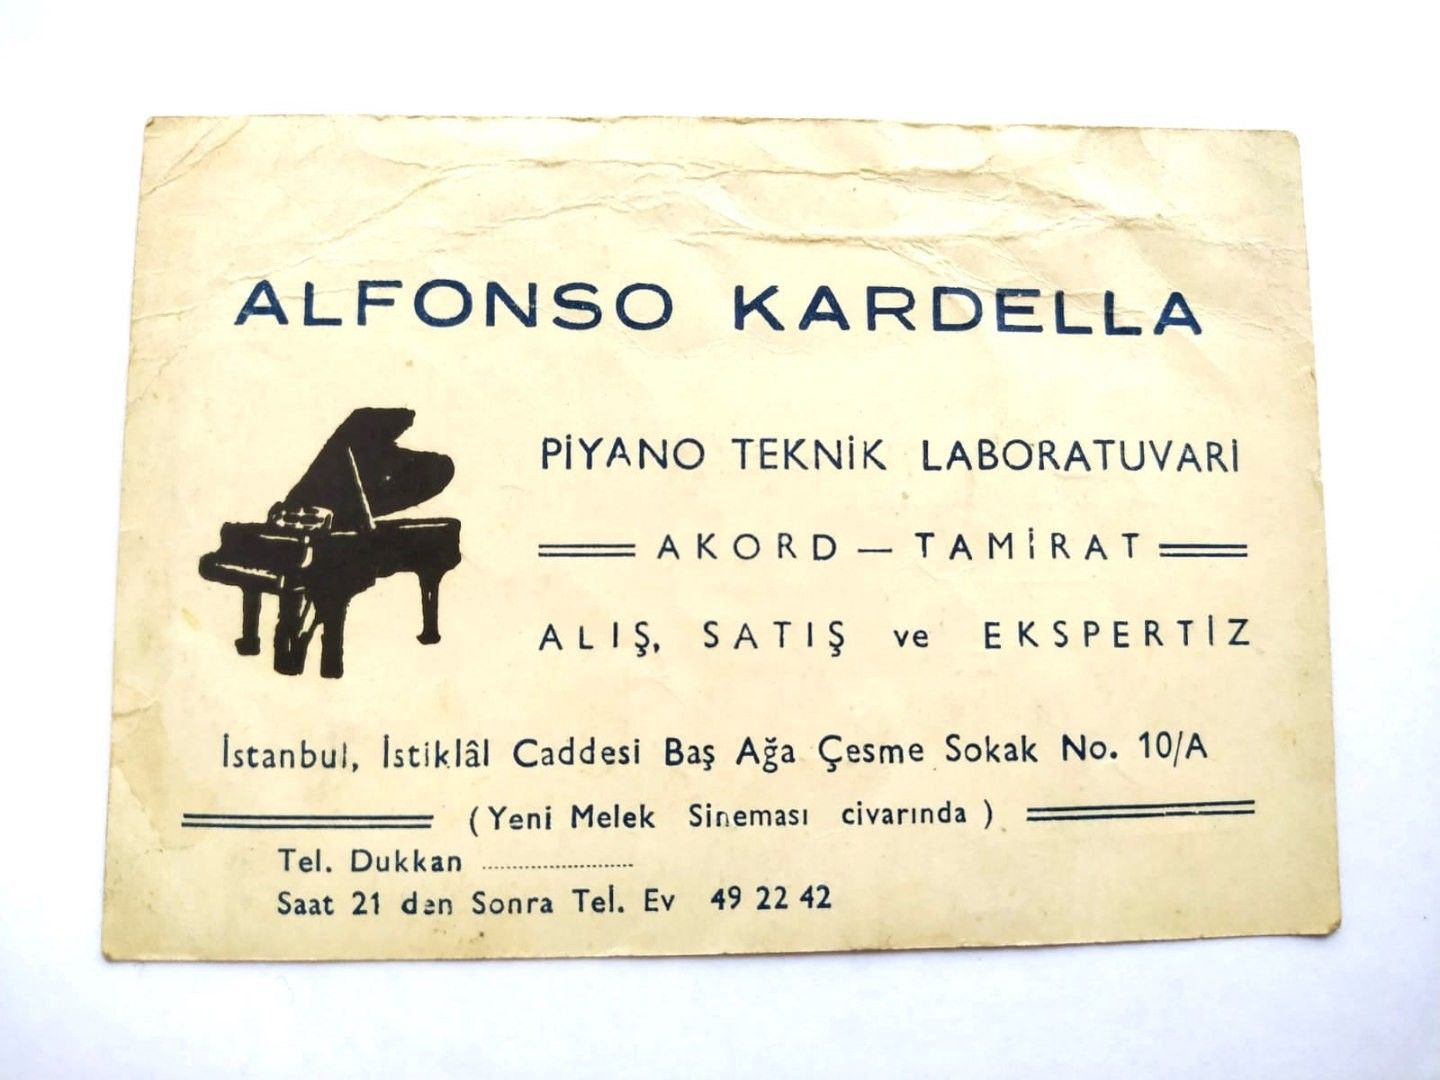 ALFONSO KARDELLA
PİYANO TEKNİK LABORATUVARİ
AKORD — TAMİRAT
ALIŞ, SATIŞ ve EKSPERTİZ
İstanbul, İstiklâl Caddesi Baş Ağa Çesme Sokak No. 10/A
(Yeni Melek Sineması civarında)
Tel. Dukkan ........................
Saat 21 den Sonra Tel. Ev 49 22 42